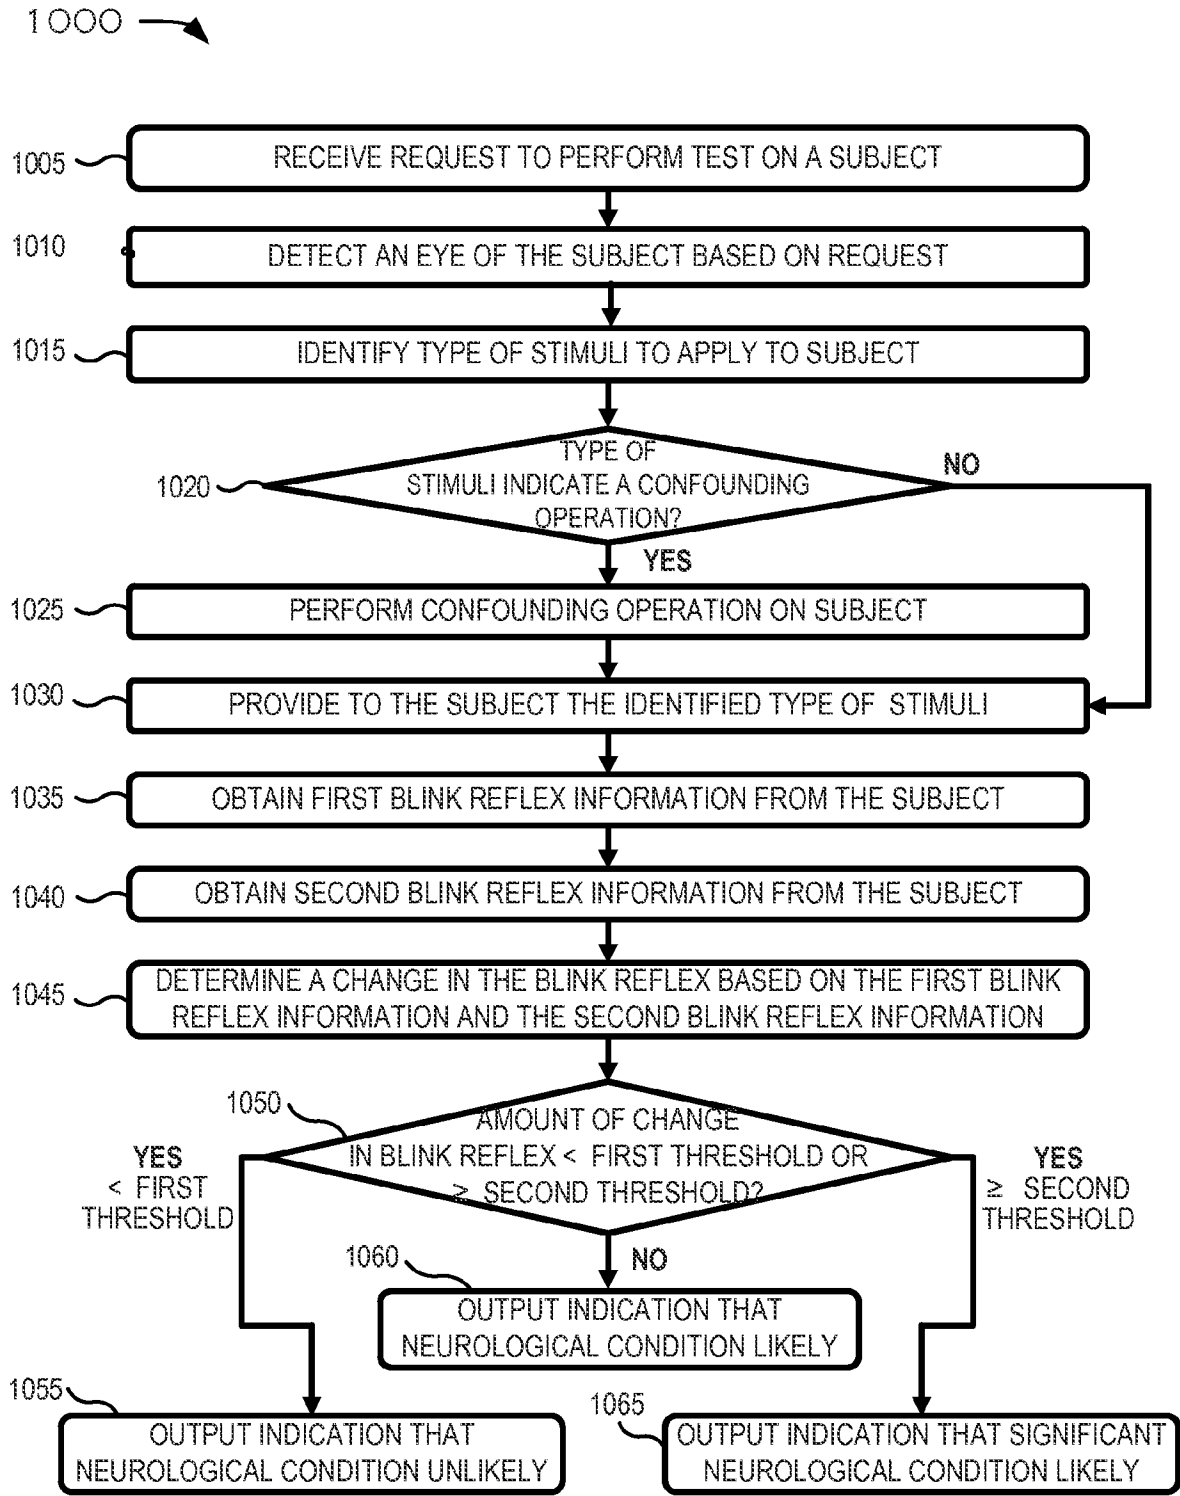 1000
1005
RECEIVE REQUEST TO PERFORM TEST ON A SUBJECT
1010
DETECT AN EYE OF THE SUBJECT BASED ON REQUEST
1015
IDENTIFY TYPE OF STIMULI TO APPLY TO SUBJECT
1020
TYPE OF
STIMULI INDICATE A CONFOUNDING
OPERATION?
NO
YES
1025
PERFORM CONFOUNDING OPERATION ON SUBJECT
1030
PROVIDE TO THE SUBJECT THE IDENTIFIED TYPE OF STIMULI
1035
OBTAIN FIRST BLINK REFLEX INFORMATION FROM THE SUBJECT
1040
OBTAIN SECOND BLINK REFLEX INFORMATION FROM THE SUBJECT
1045
DETERMINE A CHANGE IN THE BLINK REFLEX BASED ON THE FIRST BLINK
REFLEX INFORMATION AND THE SECOND BLINK REFLEX INFORMATION
1050
AMOUNT OF CHANGE
IN BLINK REFLEX < FIRST THRESHOLD OR
≥ SECOND THRESHOLD?
YES
< FIRST
THRESHOLD
YES
≥ SECOND
THRESHOLD
NO
1060
OUTPUT INDICATION THAT
NEUROLOGICAL CONDITION LIKELY
1055
OUTPUT INDICATION THAT
NEUROLOGICAL CONDITION UNLIKELY
1065
OUTPUT INDICATION THAT SIGNIFICANT
NEUROLOGICAL CONDITION LIKELY